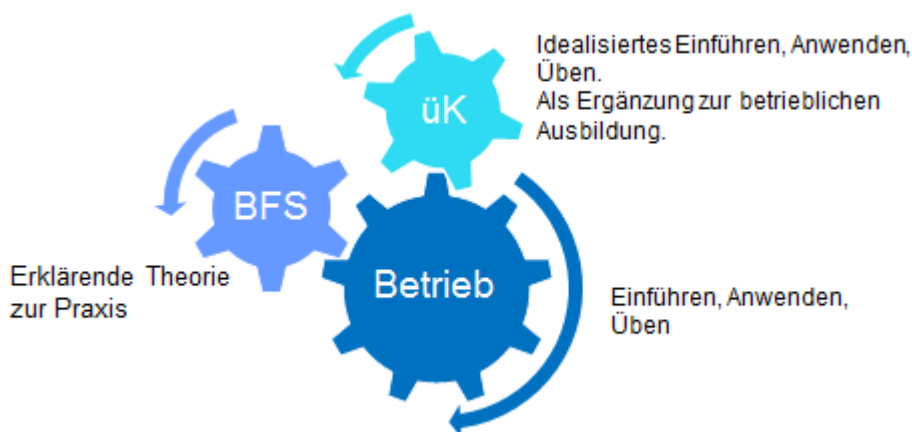 üK
Idealisiertes Einführen, Anwenden,
Üben.
Als Ergänzung zur betrieblichen
Ausbildung.
BFS
Erklärende Theorie
zur Praxis
Betrieb
Einführen, Anwenden,
Üben